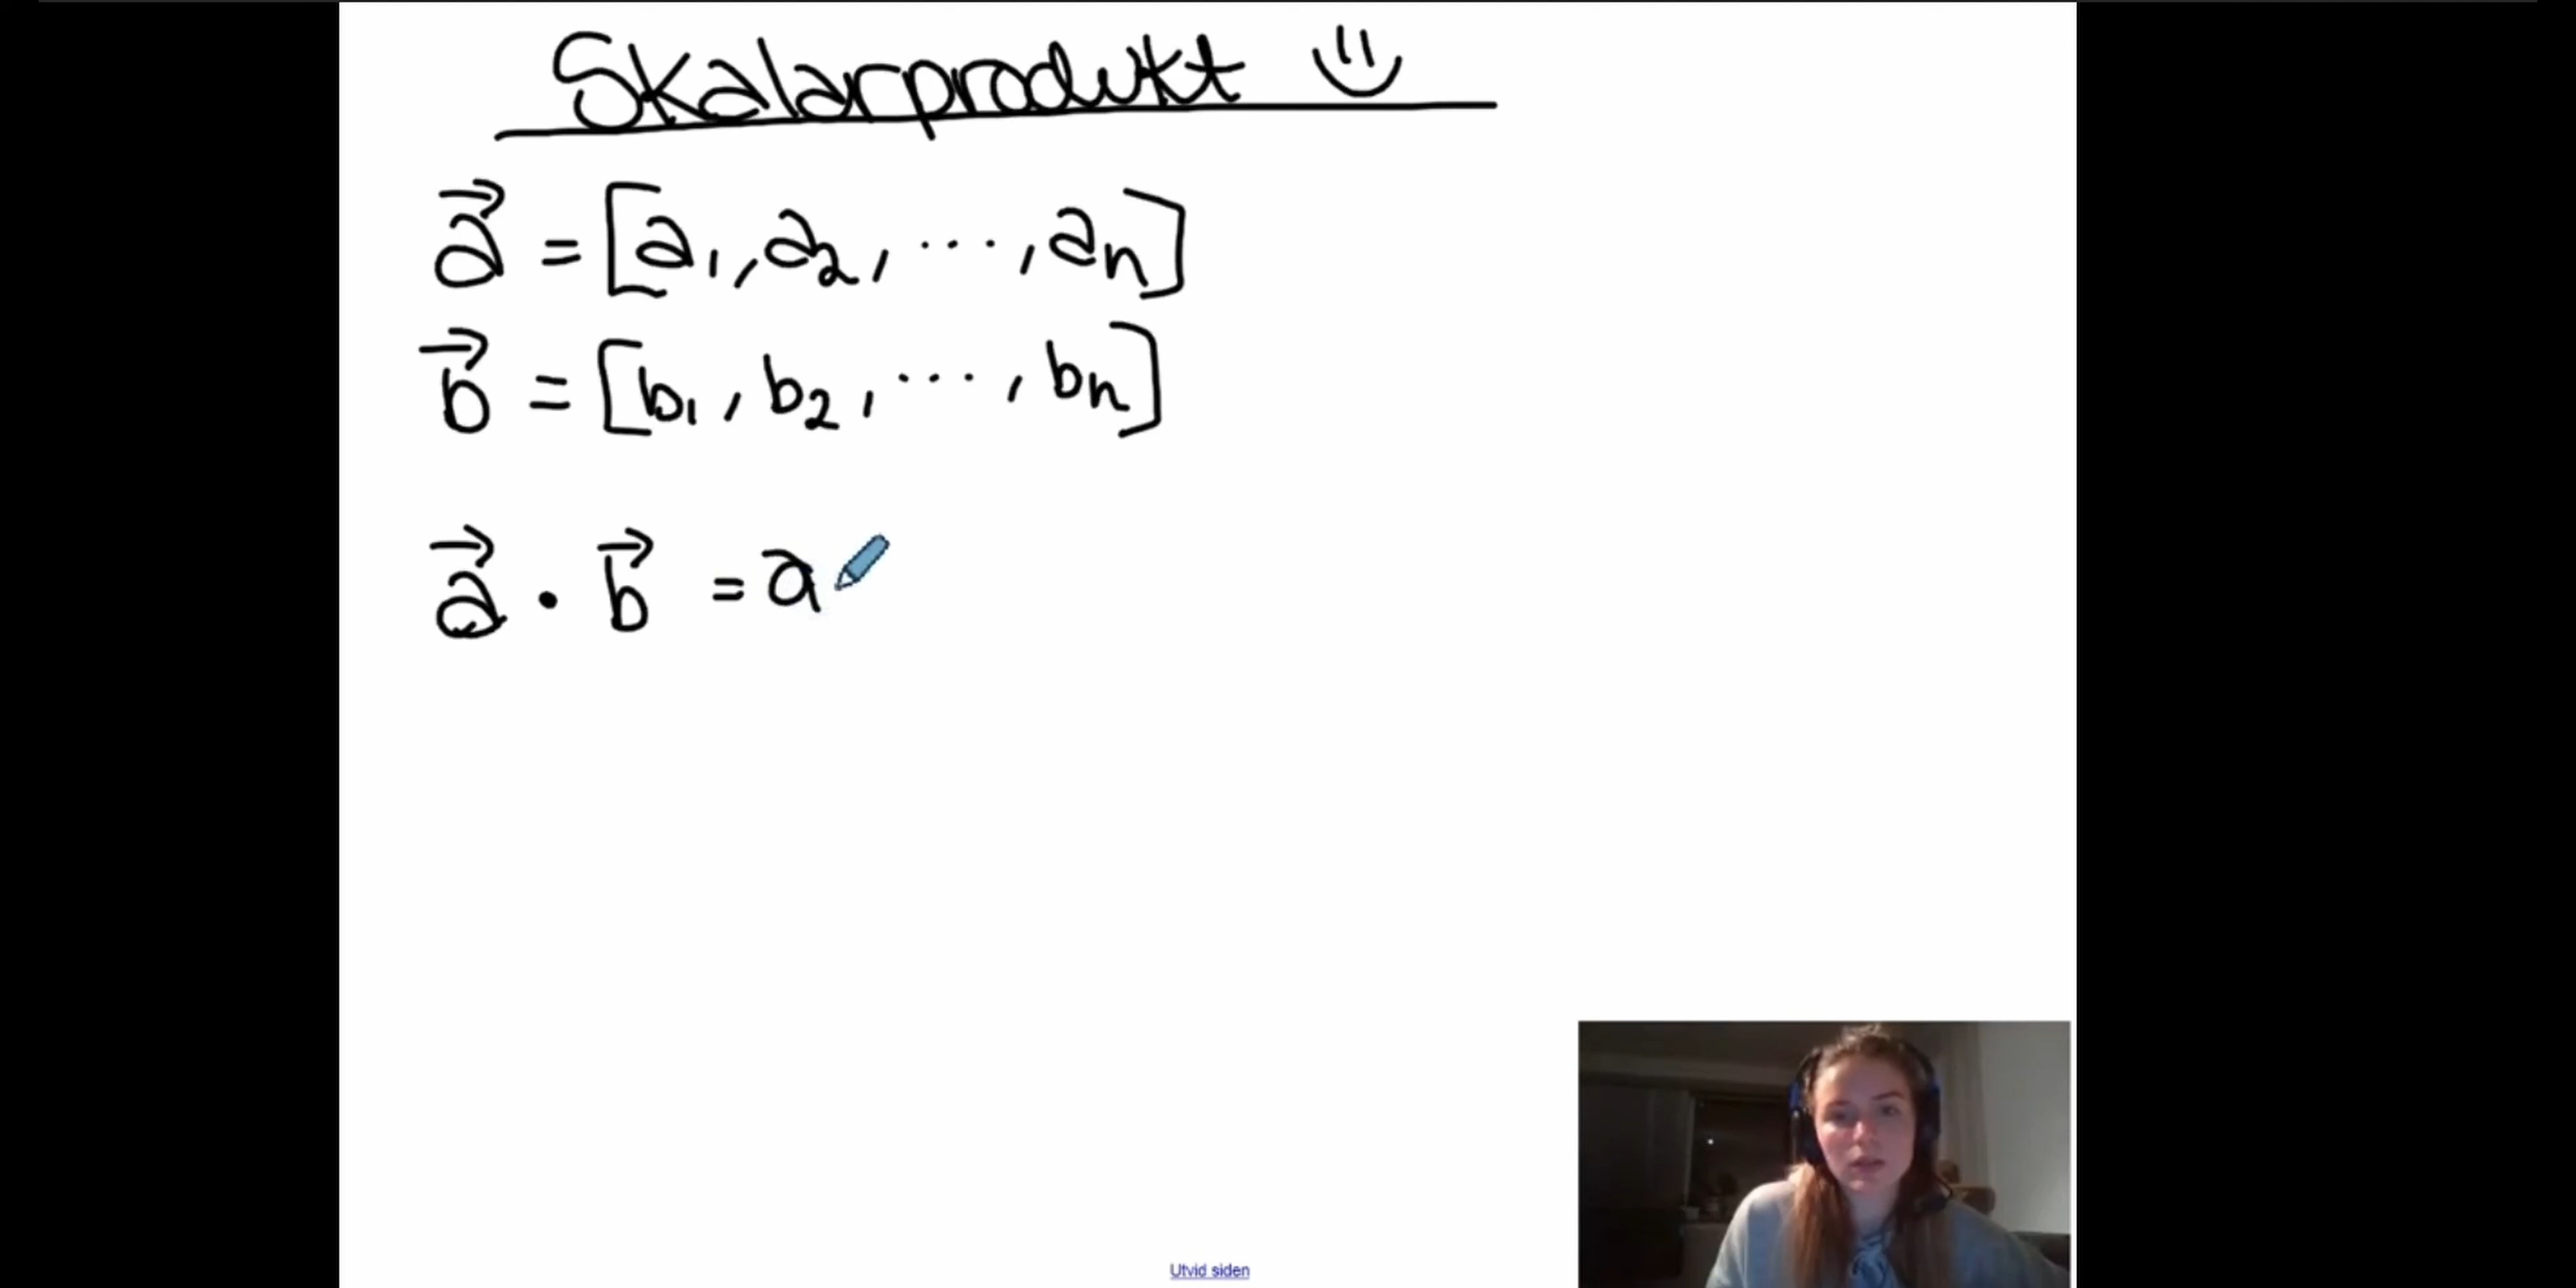 Skalarprodukt
a⃗ = [a₁, a₂, ..., aₙ]
b⃗ = [b₁, b₂, ..., bₙ]
a⃗ · b⃗ = a
Utvid siden